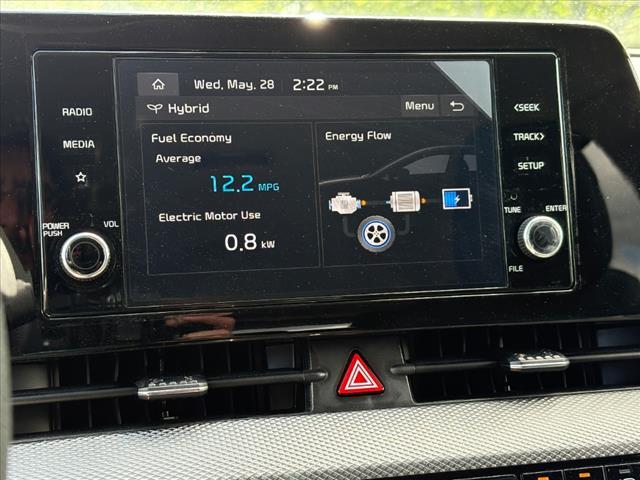 Wed, May. 28 2:22 PM
Hybrid Menu
Fuel Economy Energy Flow
Average
12.2 MPG
Electric Motor Use
0.8 kW
RADIO
MEDIA
POWER PUSH VOL
<SEEK
TRACK>
SETUP
TUNE ENTER
FILE